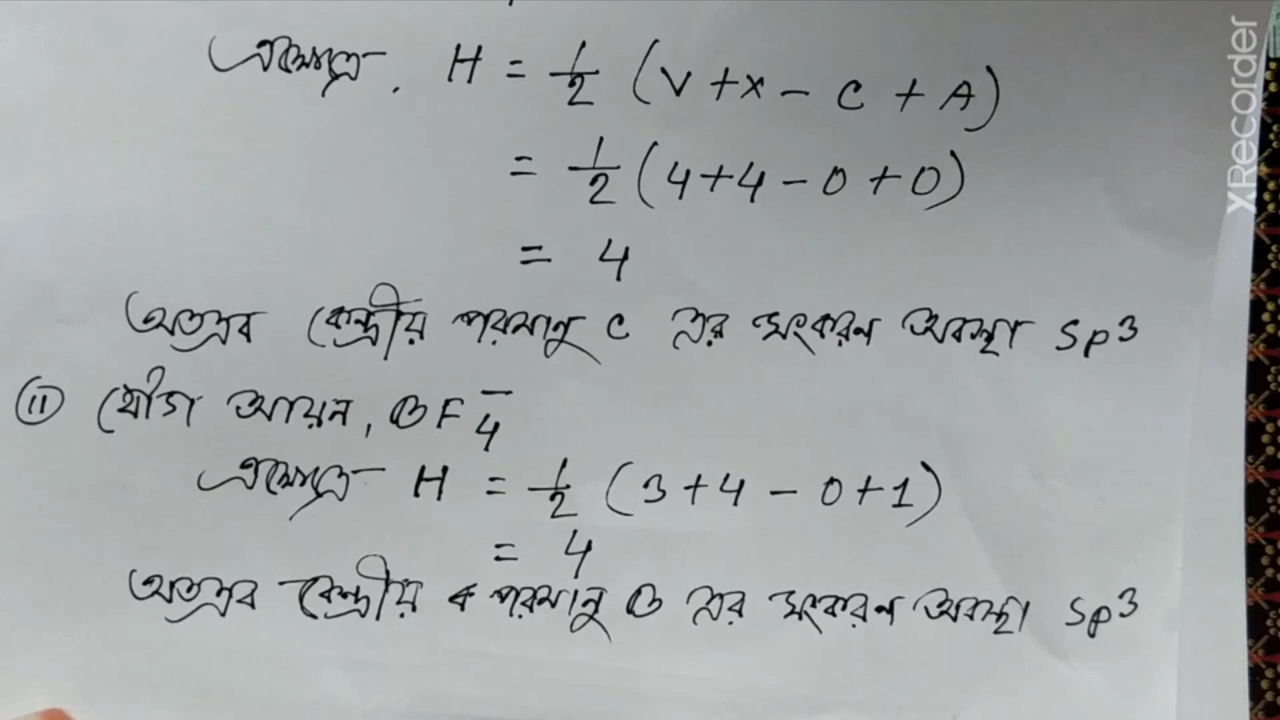 এক্ষেত্রে, H = 1/2 (V + X - C + A)
= 1/2 (4 + 4 - 0 + 0)
= 4
অতএব কেন্দ্রীয় পরমাণু C এর সংকরণ অবস্থা sp3
(ii) যৌগ আয়ন, BF4-
এক্ষেত্রে H = 1/2 (3 + 4 - 0 + 1)
= 4
অতএব কেন্দ্রীয় পরমাণু B এর সংকরণ অবস্থা sp3
XRecorder